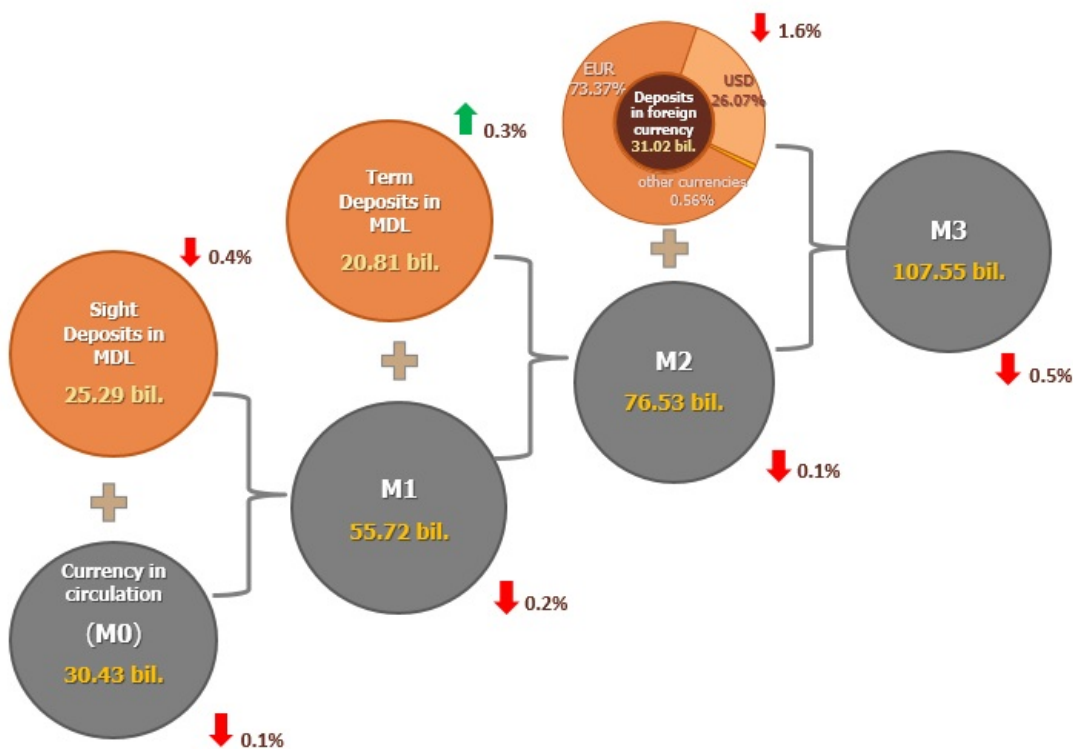 1.6%
EUR
73.37%
USD
26.07%
Deposits
in foreign
currency
31.02 bil.
other currencies
0.56%
0.3%
Term
Deposits in
MDL
20.81 bil.
M3
107.55 bil.
0.5%
0.4%
Sight
Deposits in
MDL
25.29 bil.
M2
76.53 bil.
0.1%
M1
55.72 bil.
0.2%
Currency in
circulation
(M0)
30.43 bil.
0.1%